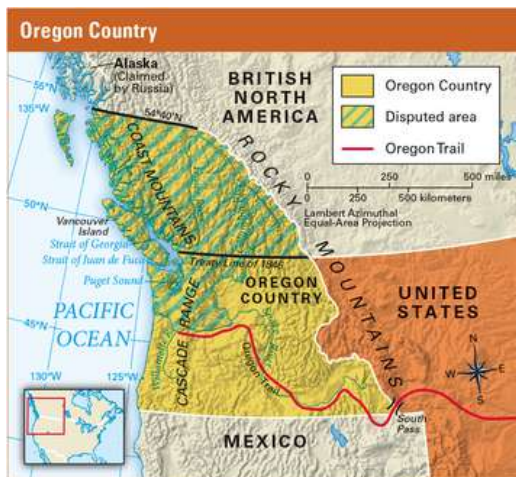 Oregon Country
Alaska
(Claimed
by Russia)
BRITISH
NORTH
AMERICA
Oregon Country
Disputed area
Oregon Trail
55°N
135°W
54°40'N
COAST MOUNTAINS
ROCKY MOUNTAINS
0 250 500 miles
0 250 500 kilometers
Lambert Azimuthal
Equal-Area Projection
50°N
Vancouver
Island
Strait of Georgia
Strait of Juan de Fuca
Puget Sound
Treaty Line of 1846
OREGON
COUNTRY
UNITED
STATES
PACIFIC
OCEAN
CASCADE RANGE
45°N
Oregon Trail
N
W E
S
130°W
125°W
South
Pass
MEXICO